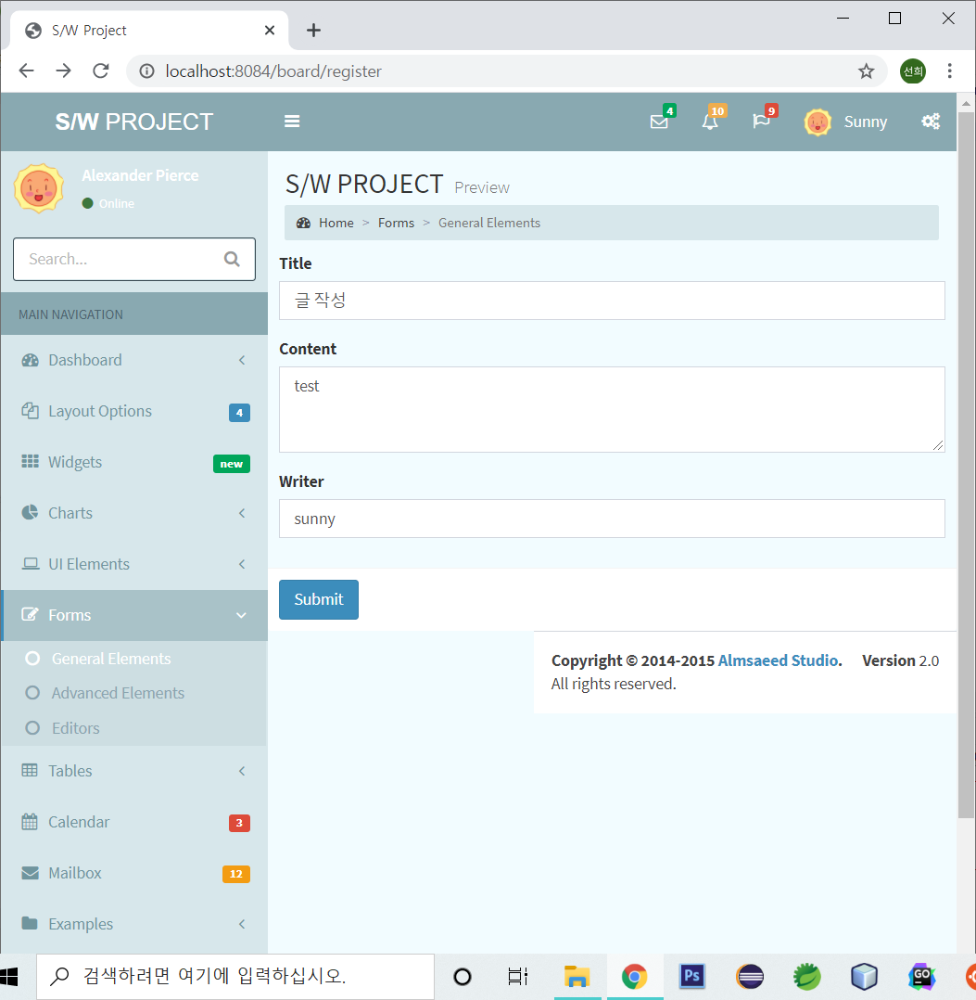 S/W Project
localhost:8084/board/register
선희
S/W PROJECT
4
10
9
Sunny
Alexander Pierce
Online
Search...
MAIN NAVIGATION
Dashboard
Layout Options 4
Widgets new
Charts
UI Elements
Forms
General Elements
Advanced Elements
Editors
Tables
Calendar 3
Mailbox 12
Examples
S/W PROJECT Preview
Home > Forms > General Elements
Title
글 작성
Content
test
Writer
sunny
Submit
Copyright © 2014-2015 Almsaeed Studio. Version 2.0
All rights reserved.
검색하려면 여기에 입력하십시오.
Ps
GO